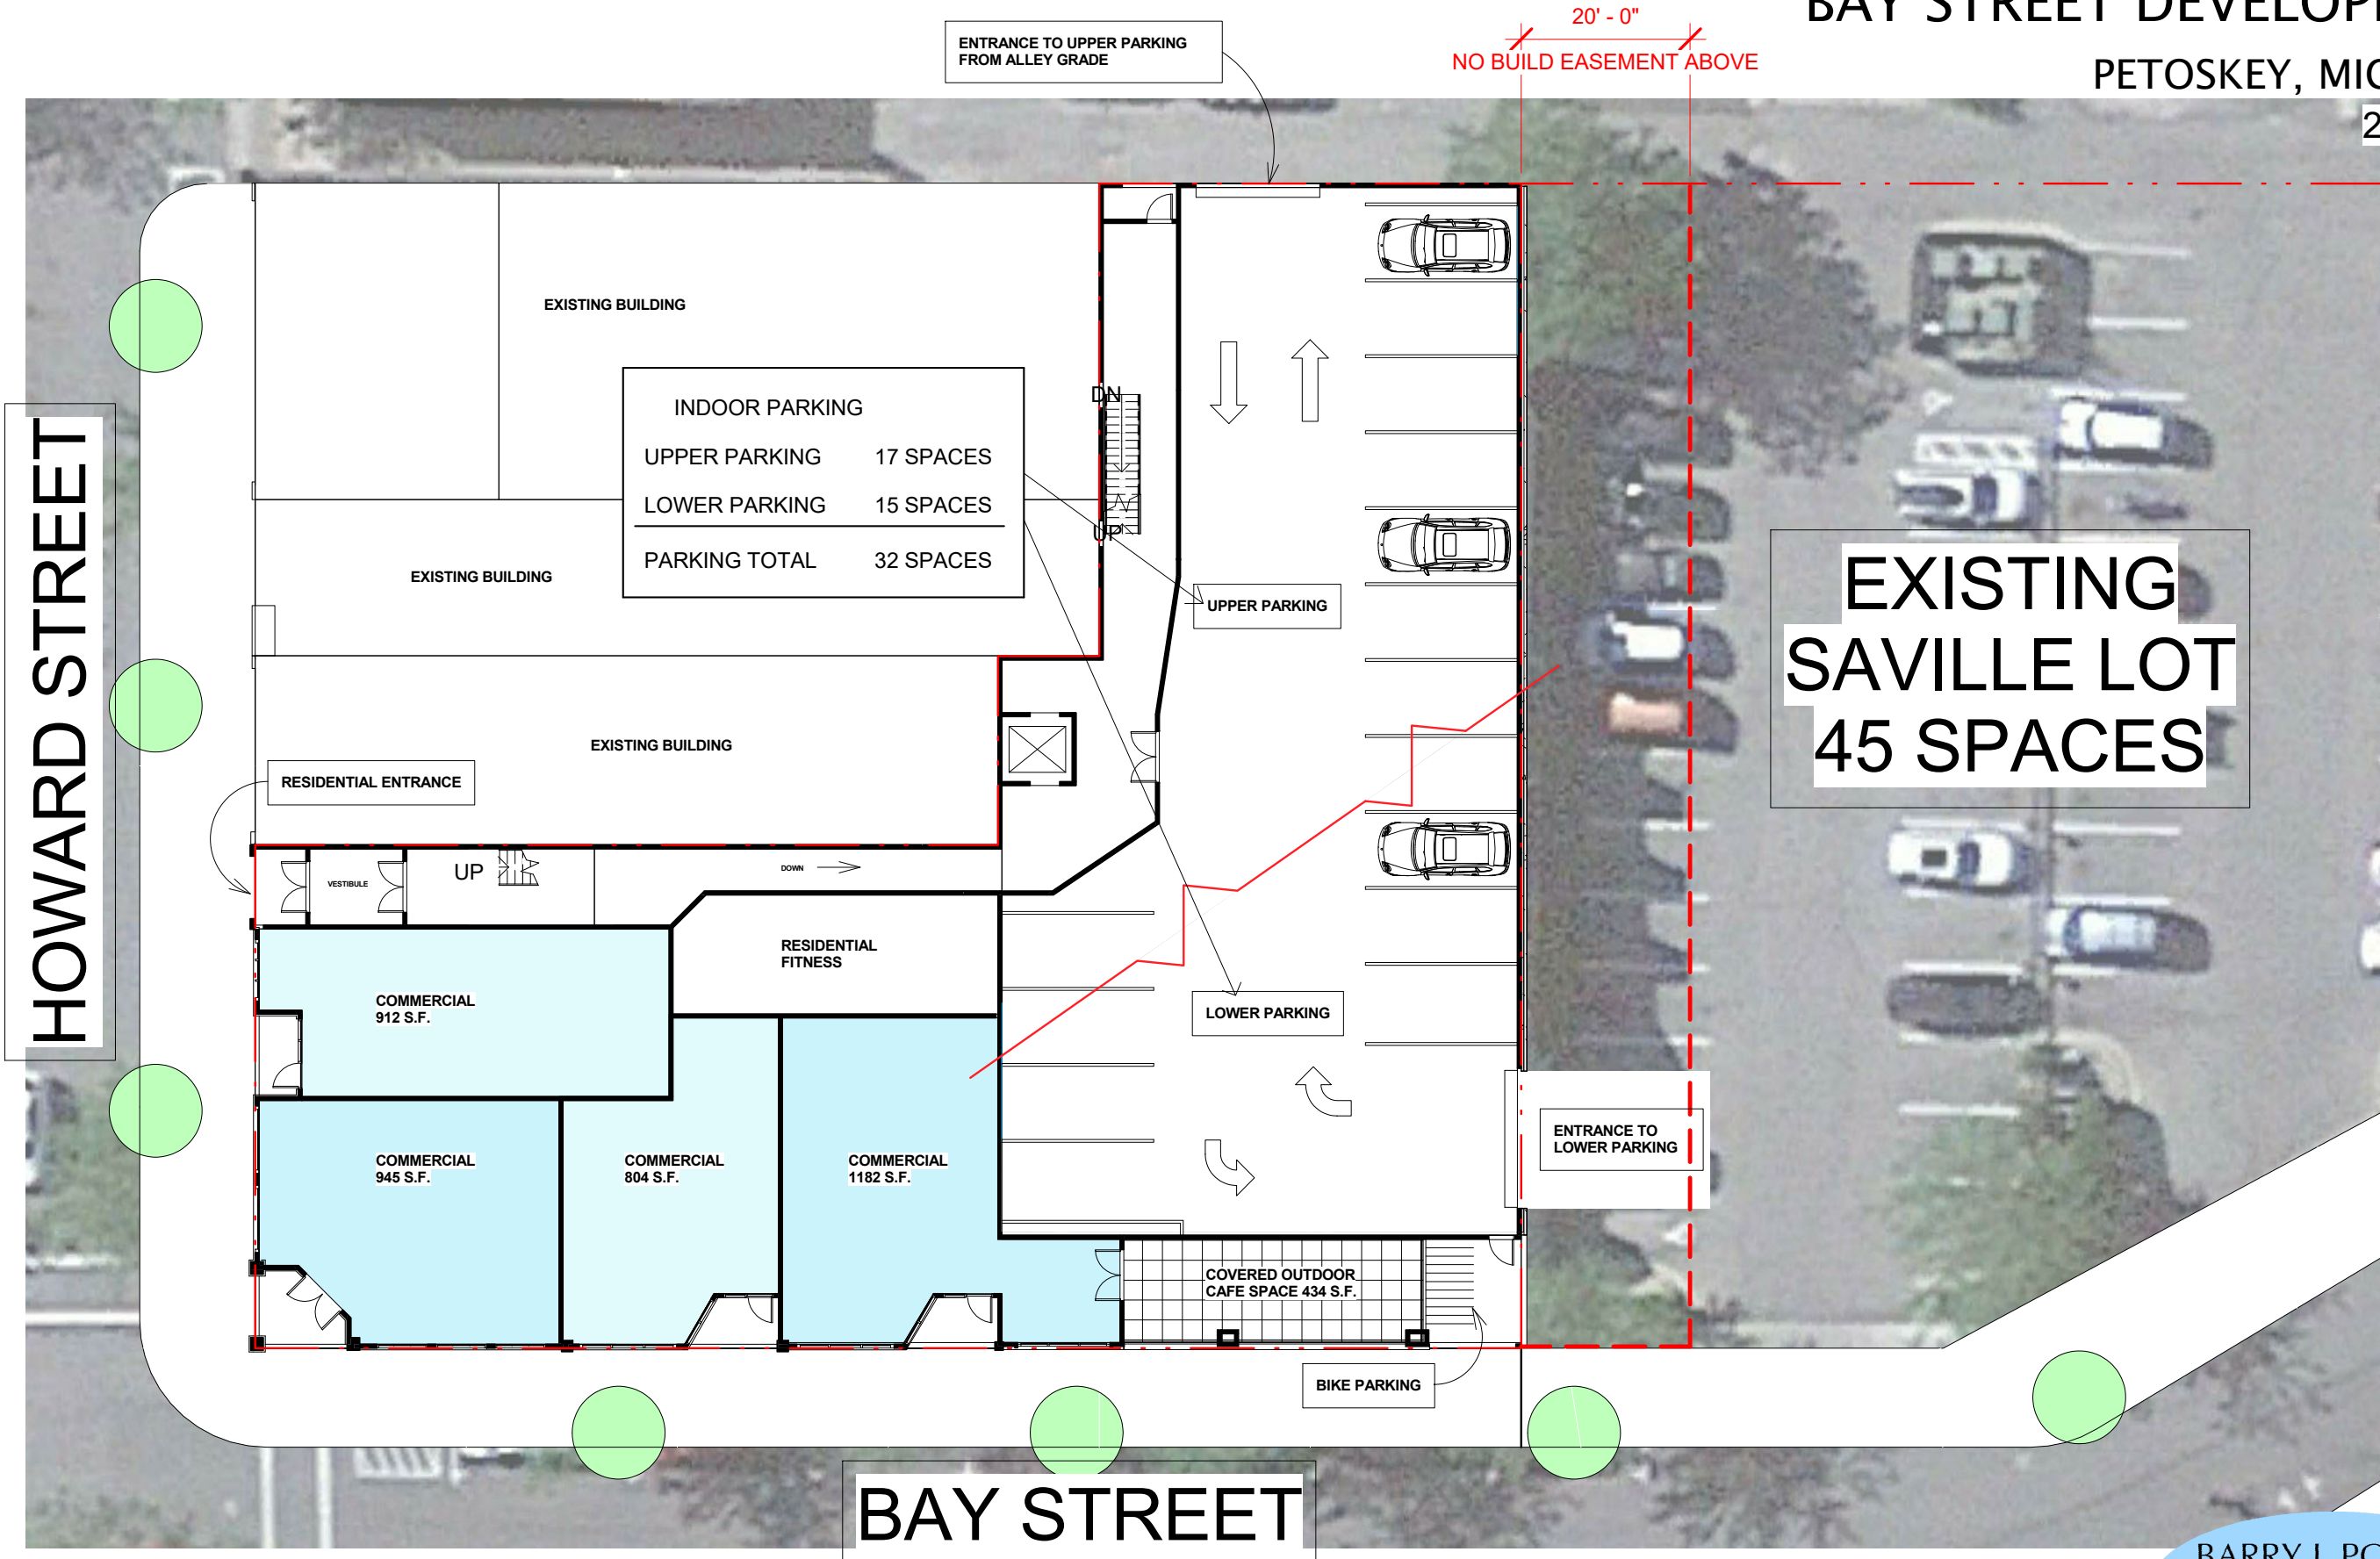 BAY STREET
PETOSKEY,
ENTRANCE TO UPPER PARKING
FROM ALLEY GRADE
20' - 0"
NO BUILD EASEMENT ABOVE
HOWARD STREET
EXISTING BUILDING
INDOOR PARKING
UPPER PARKING 17 SPACES
LOWER PARKING 15 SPACES
PARKING TOTAL 32 SPACES
DN
UP
EXISTING BUILDING
UPPER PARKING
EXISTING
SAVILLE LOT
45 SPACES
EXISTING BUILDING
RESIDENTIAL ENTRANCE
VESTIBULE
UP
DOWN
RESIDENTIAL
FITNESS
COMMERCIAL
912 S.F.
LOWER PARKING
COMMERCIAL
945 S.F.
COMMERCIAL
804 S.F.
COMMERCIAL
1182 S.F.
ENTRANCE TO
LOWER PARKING
COVERED OUTDOOR
CAFE SPACE 434 S.F.
BIKE PARKING
BAY STREET
BARRY J.